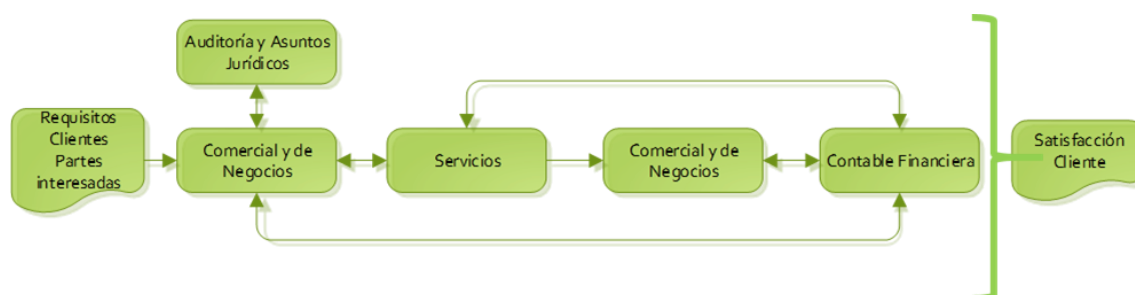 Auditoría y Asuntos
Jurídicos
Requisitos
Clientes
Partes
interesadas
Comercial y de
Negocios
Servicios
Comercial y de
Negocios
Contable Financiera
Satisfacción
Cliente